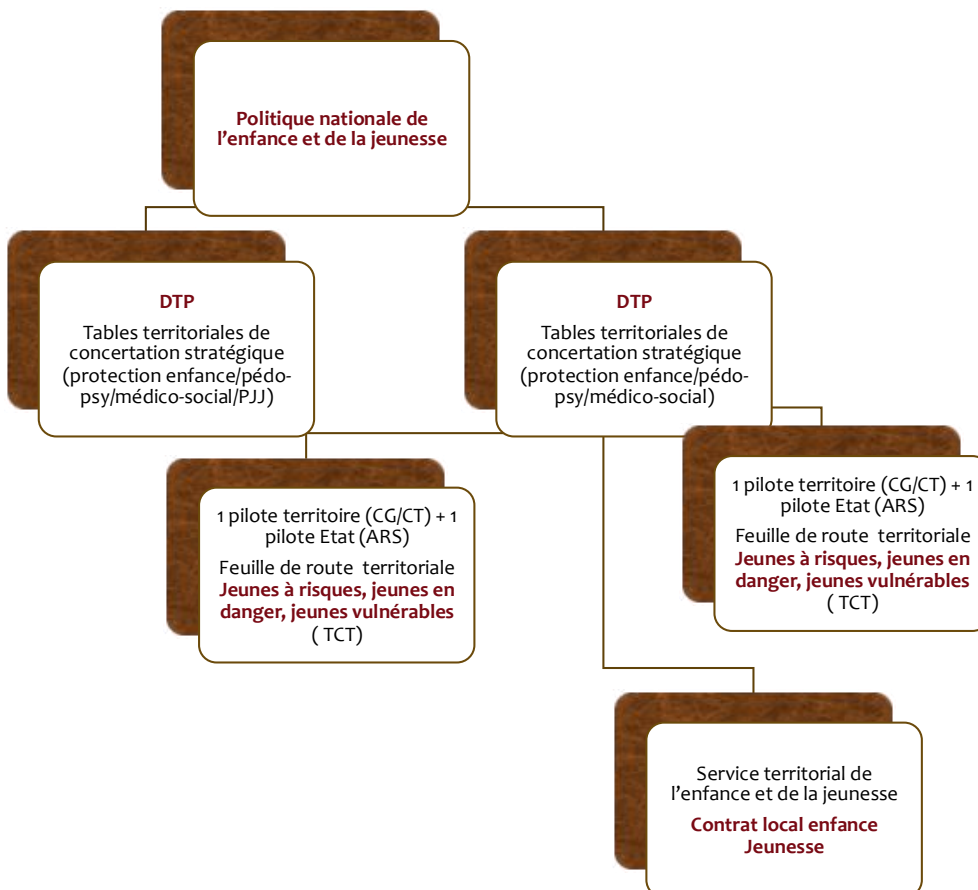 Politique nationale de
l'enfance et de la jeunesse
DTP
Tables territoriales de
concertation stratégique
(protection enfance/pédo-
psy/médico-social/PJJ)
DTP
Tables territoriales de
concertation stratégique
(protection enfance/pédo-
psy/médico-social)
1 pilote territoire (CG/CT) + 1
pilote Etat (ARS)
Feuille de route territoriale
Jeunes à risques, jeunes en
danger, jeunes vulnérables
( TCT)
1 pilote territoire (CG/CT) + 1
pilote Etat (ARS)
Feuille de route territoriale
Jeunes à risques, jeunes en
danger, jeunes vulnérables
( TCT)
Service territorial de
l'enfance et de la jeunesse
Contrat local enfance
Jeunesse